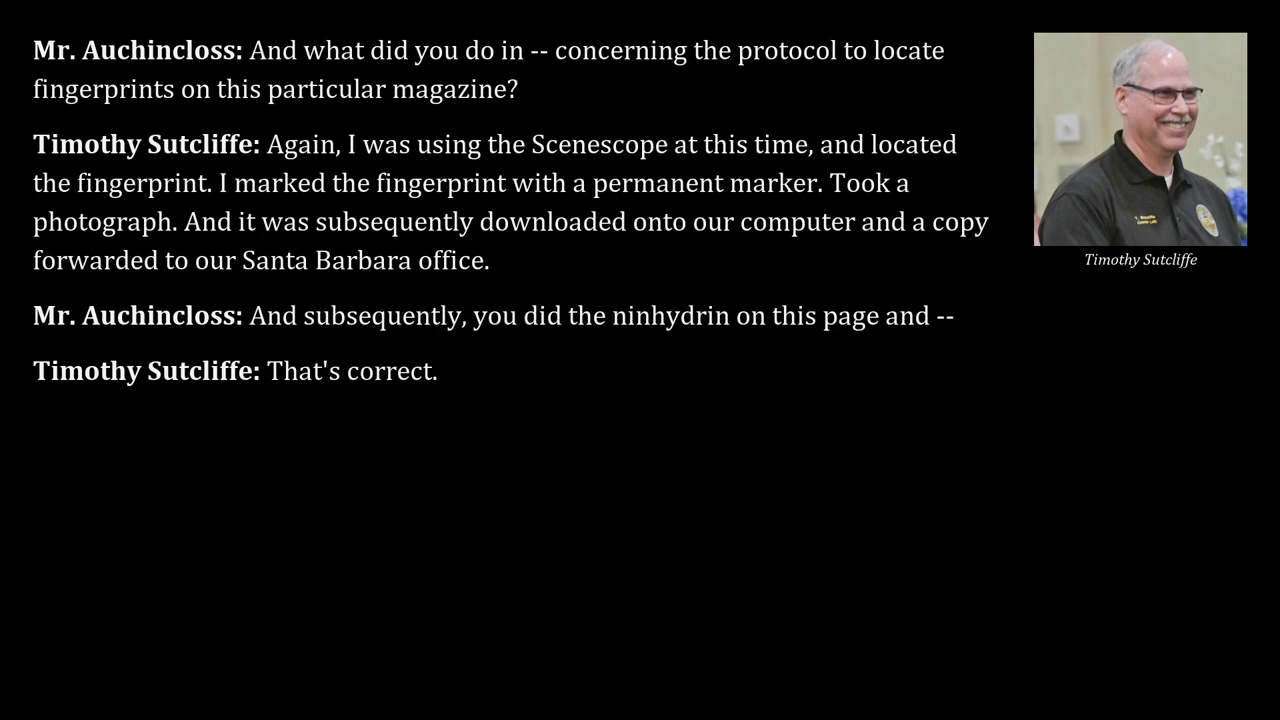 Mr. Auchincloss: And what did you do in -- concerning the protocol to locate
fingerprints on this particular magazine?
Timothy Sutcliffe: Again, I was using the Scenescope at this time, and located
the fingerprint. I marked the fingerprint with a permanent marker. Took a
photograph. And it was subsequently downloaded onto our computer and a copy
forwarded to our Santa Barbara office.
Mr. Auchincloss: And subsequently, you did the ninhydrin on this page and --
Timothy Sutcliffe: That's correct.
Timothy Sutcliffe